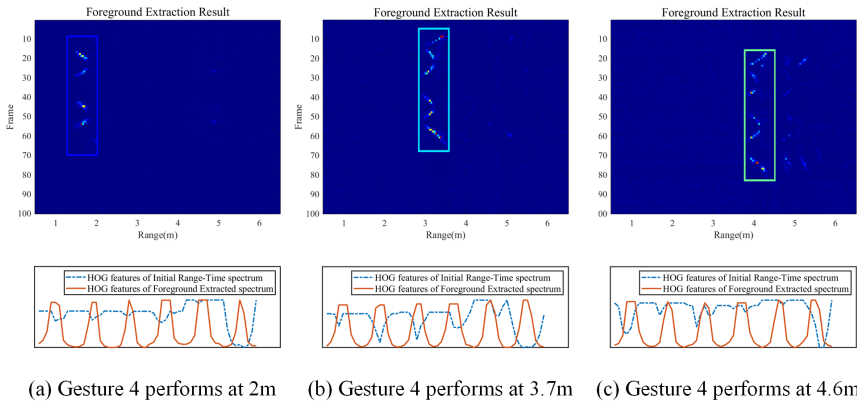 Foreground Extraction Result
10
20
30
40
50
60
70
80
90
100
Frame
1 2 3 4 5 6
Range(m)
HOG features of Initial Range-Time spectrum
HOG features of Foreground Extracted spectrum
(a) Gesture 4 performs at 2m
Foreground Extraction Result
10
20
30
40
50
60
70
80
90
100
Frame
1 2 3 4 5 6
Range(m)
HOG features of Initial Range-Time spectrum
HOG features of Foreground Extracted spectrum
(b) Gesture 4 performs at 3.7m
Foreground Extraction Result
10
20
30
40
50
60
70
80
90
00
1 2 3 4 5 6
Range(m)
HOG features of Initial Range-Time spectrum
HOG features of Foreground Extracted spectrum
(c) Gesture 4 performs at 4.6m